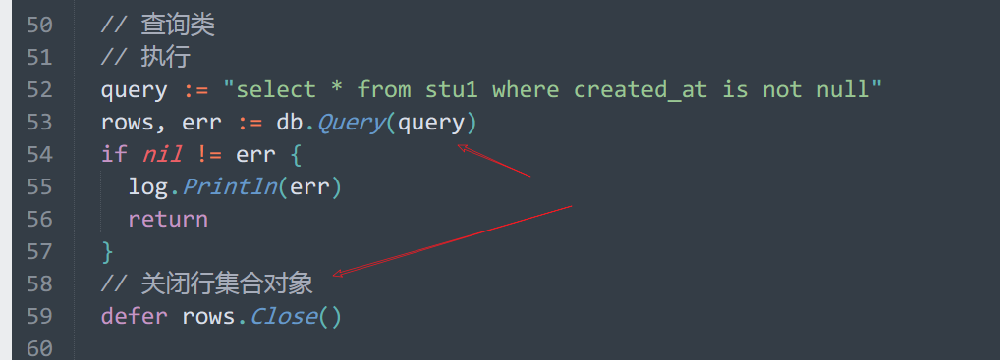 50 // 查询类
51 // 执行
52 query := "select * from stu1 where created_at is not null"
53 rows, err := db.Query(query)
54 if nil != err {
55 log.Println(err)
56 return
57 }
58 // 关闭行集合对象
59 defer rows.Close()
60